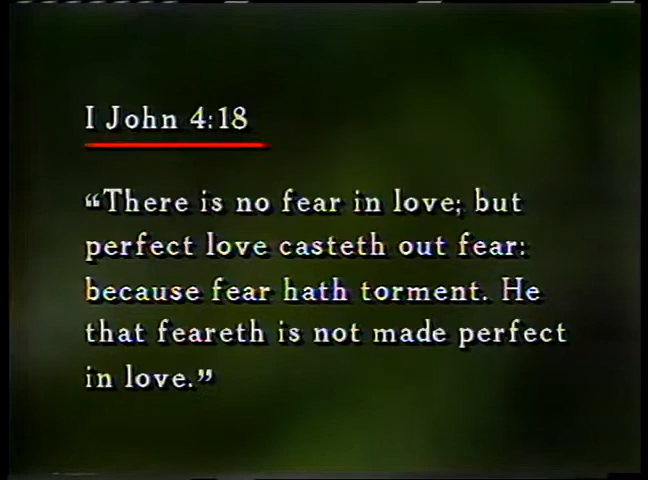 I John 4:18
“There is no fear in love; but
perfect love casteth out fear:
because fear hath torment. He
that feareth is not made perfect
in love.”